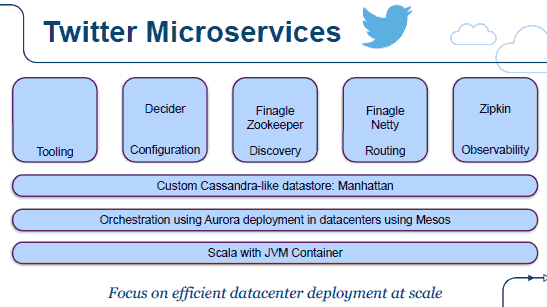 Twitter Microservices
Tooling
Decider
Configuration
Finagle
Zookeeper
Discovery
Finagle
Netty
Routing
Zipkin
Observability
Custom Cassandra-like datastore: Manhattan
Orchestration using Aurora deployment in datacenters using Mesos
Scala with JVM Container
Focus on efficient datacenter deployment at scale